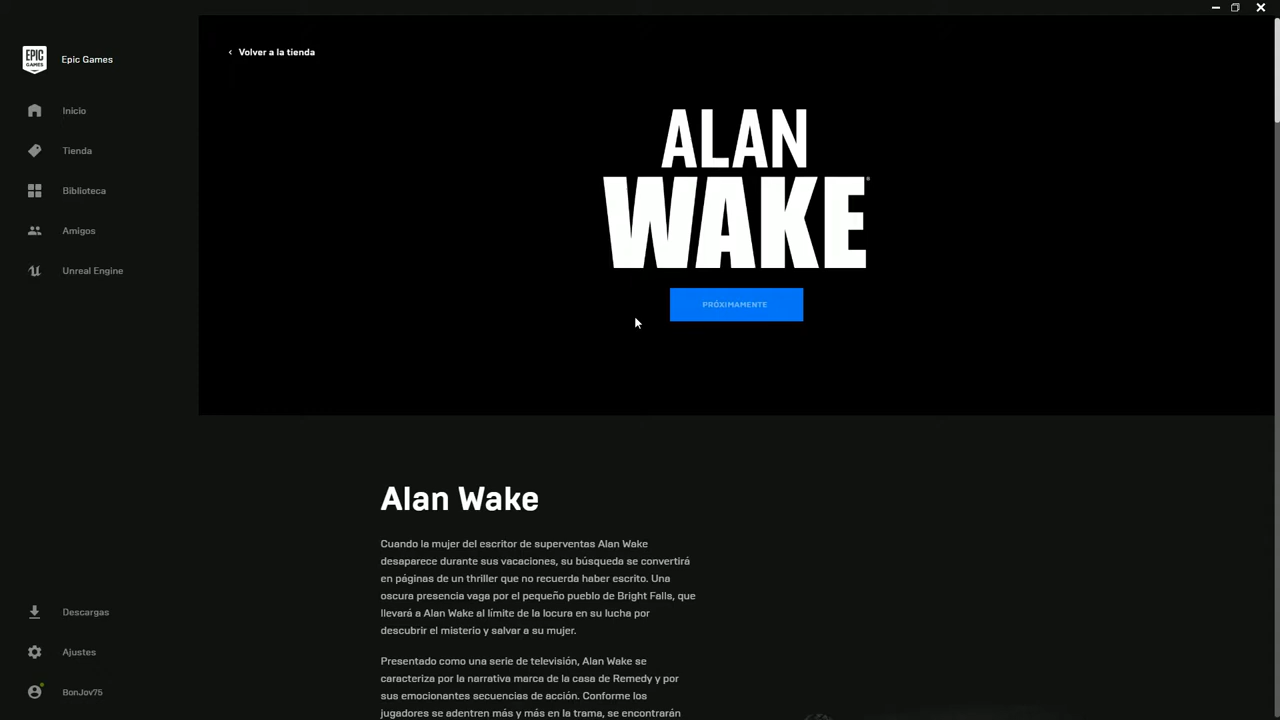 EPIC
GAMES
Epic Games
Inicio
Tienda
Biblioteca
Amigos
Unreal Engine
Descargas
Ajustes
BonJov75
Volver a la tienda
ALAN
WAKE
PRÓXIMAMENTE
Alan Wake
Cuando la mujer del escritor de superventas Alan Wake
desaparece durante sus vacaciones, su búsqueda se convertirá
en páginas de un thriller que no recuerda haber escrito. Una
oscura presencia vaga por el pequeño pueblo de Bright Falls, que
llevará a Alan Wake al límite de la locura en su lucha por
descubrir el misterio y salvar a su mujer.
Presentado como una serie de televisión, Alan Wake se
caracteriza por la narrativa marca de la casa de Remedy y por
sus emocionantes secuencias de acción. Conforme los
jugadores se adentren más y más en la trama, se encontrarán